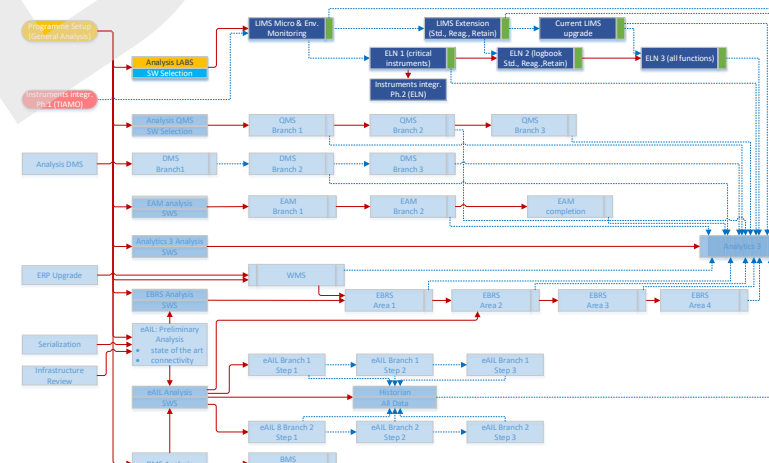 Programme Setup
(General Analysis)
LIMS Micro & Env.
Monitoring
LIMS Extension
(Std., Reag., Retain)
Current LIMS
upgrade
Analysis LABS
SW Selection
ELN 1 (critical
instruments)
ELN 2 (logbook
Std., Reag.,Retain)
ELN 3 (all functions)
Instruments integr.
Ph.1 (TIAMO)
Instruments integr.
Ph.2 (ELN)
Analysis QMS
SW Selection
QMS
Branch 1
QMS
Branch 2
QMS
Branch 3
Analysis DMS
DMS
Branch1
DMS
Branch 2
DMS
Branch 3
EAM analysis
SWS
EAM
Branch 1
EAM
Branch 2
EAM
completion
Analytics 3 Analysis
SWS
Analytics 3
ERP Upgrade
WMS
EBRS Analysis
SWS
EBRS
Area 1
EBRS
Area 2
EBRS
Area 3
EBRS
Area 4
Serialization
eAIL: Preliminary
Analysis
• state of the art
• connectivity
Infrastructure
Review
eAIL Branch 1
Step 1
eAIL Branch 1
Step 2
eAIL Branch 1
Step 3
eAIL Analysis
SWS
Historian
All Data
eAIL 8 Branch 2
Step 1
eAIL Branch 2
Step 2
eAIL Branch 2
Step 3
BMS Analysis
BMS